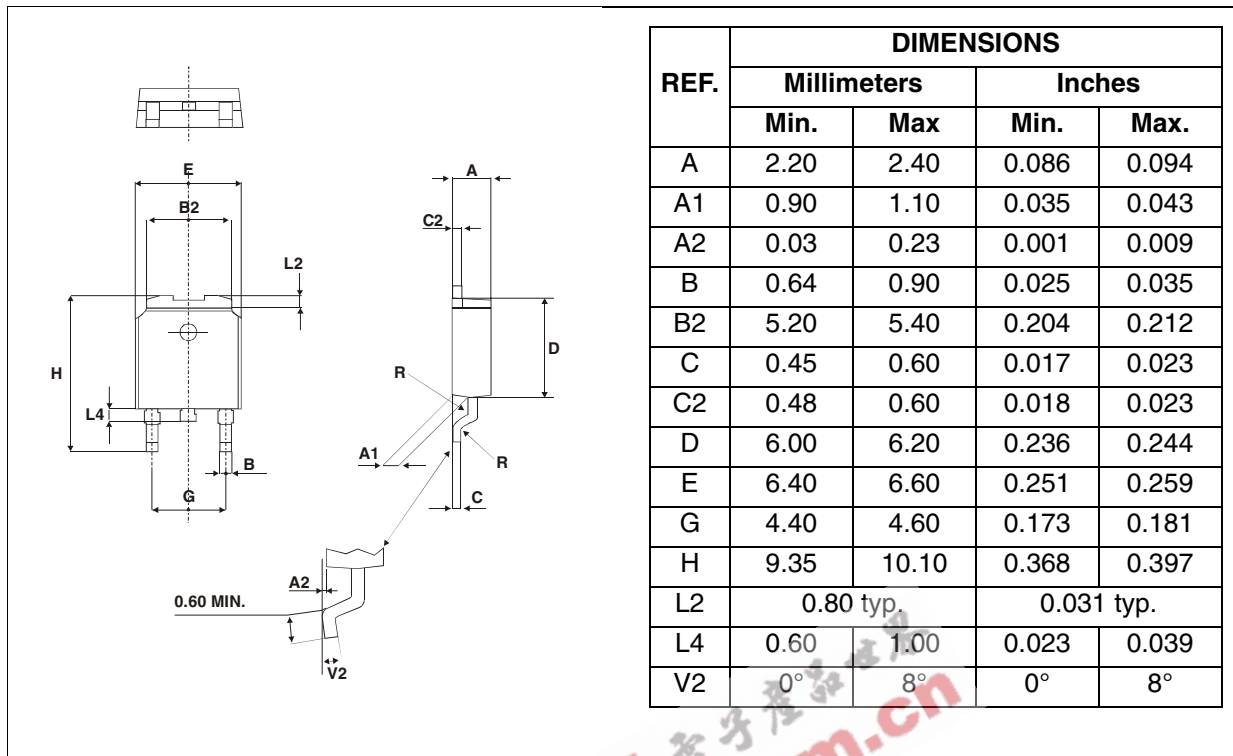 E
B2
L2
H
L4
B
G
A
C2
D
R
A1
R
C
A2
0.60 MIN.
V2
REF. DIMENSIONS
Millimeters Inches
Min. Max Min. Max.
A 2.20 2.40 0.086 0.094
A1 0.90 1.10 0.035 0.043
A2 0.03 0.23 0.001 0.009
B 0.64 0.90 0.025 0.035
B2 5.20 5.40 0.204 0.212
C 0.45 0.60 0.017 0.023
C2 0.48 0.60 0.018 0.023
D 6.00 6.20 0.236 0.244
E 6.40 6.60 0.251 0.259
G 4.40 4.60 0.173 0.181
H 9.35 10.10 0.368 0.397
L2 0.80 typ. 0.031 typ.
L4 0.60 1.00 0.023 0.039
V2 0° 8° 0° 8°
子產品世界
m.cn